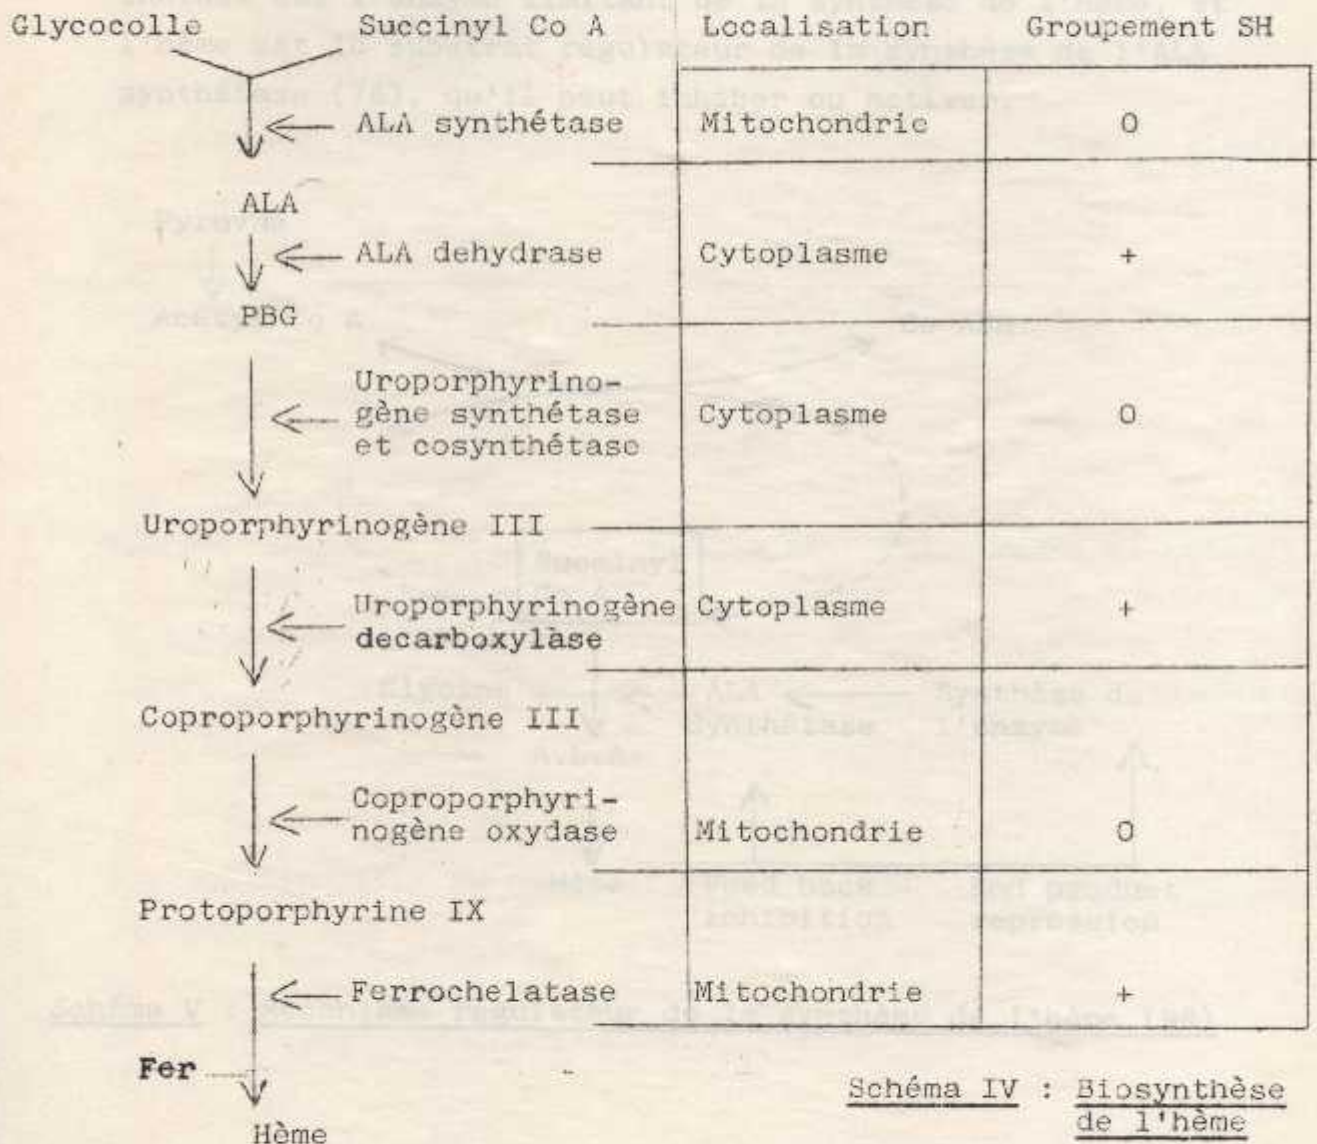 Glycocolle Succinyl Co A Localisation Groupement SH
ALA synthétase Mitochondrie O
ALA
ALA dehydrase Cytoplasme +
PBG
Uroporphyrino-
gène synthétase Cytoplasme O
et cosynthétase
Uroporphyrinogène III
Uroporphyrinogène Cytoplasme +
decarboxylase
Coproporphyrinogène III
Coproporphyri-
nogène oxydase Mitochondrie O
Protoporphyrine IX
Ferrochelatase Mitochondrie +
Fer
Hème
Schéma IV : Biosynthèse
de l'hème